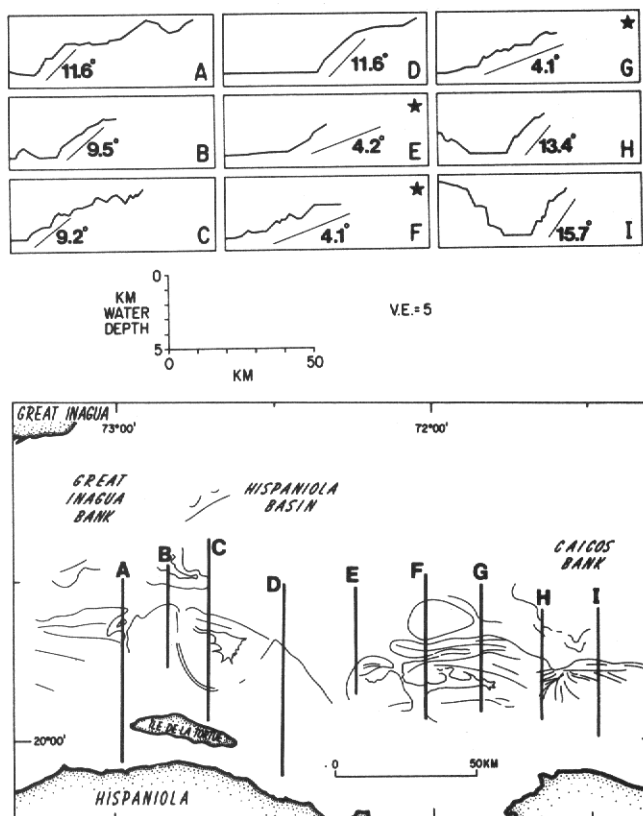 11.6°
A
11.6°
D
★
4.1°
G
9.5°
B
★
4.2°
E
13.4°
H
9.2°
C
★
4.1°
F
15.7°
I
0
KM
WATER
DEPTH
5
0
50
KM
V.E.= 5
GREAT INAGUA
73°00'
72°00'
GREAT
INAGUA
BANK
HISPANIOLA
BASIN
CAICOS
BANK
A
B
C
D
E
F
G
H
I
20°00'
ILE DE LA TORTUE
0
50 KM
HISPANIOLA